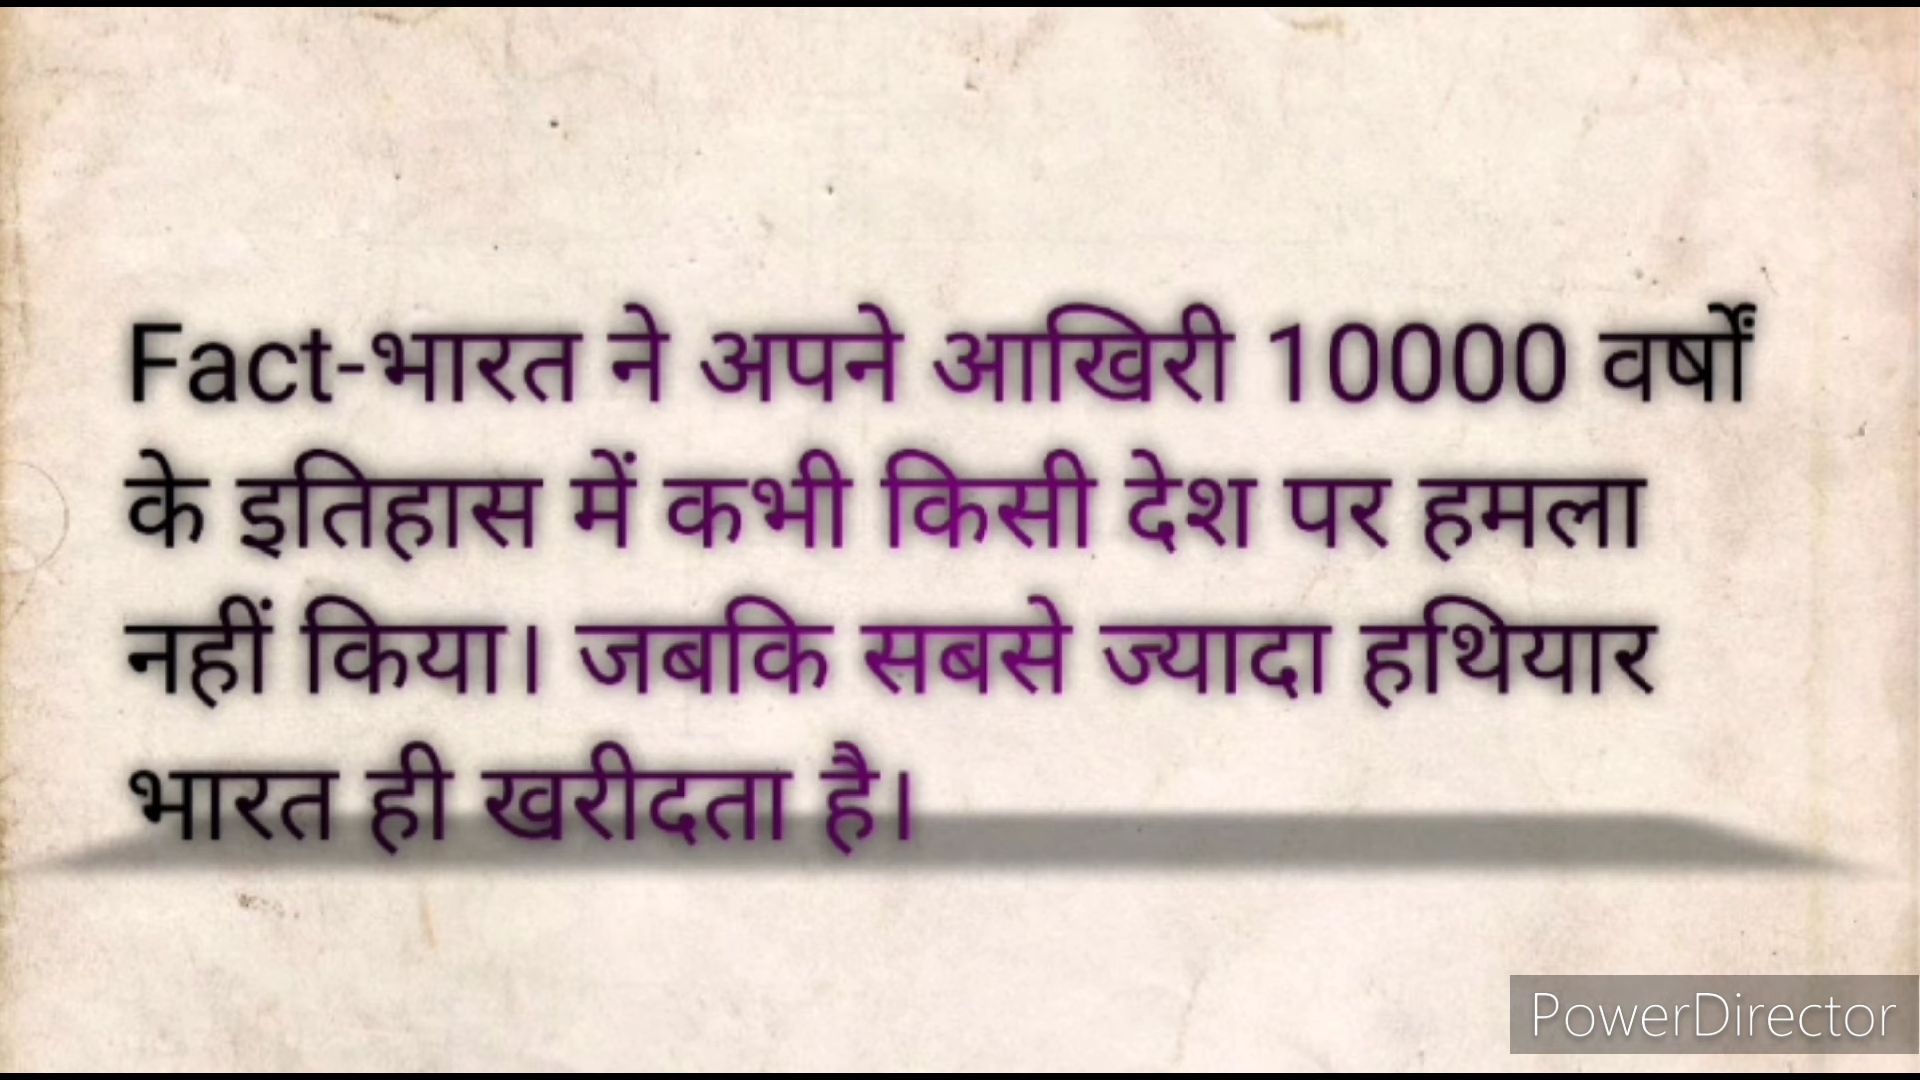 Fact-भारत ने अपने आखिरी 10000 वर्षों
के इतिहास में कभी किसी देश पर हमला
नहीं किया। जबकि सबसे ज्यादा हथियार
भारत ही खरीदता है।
PowerDirector